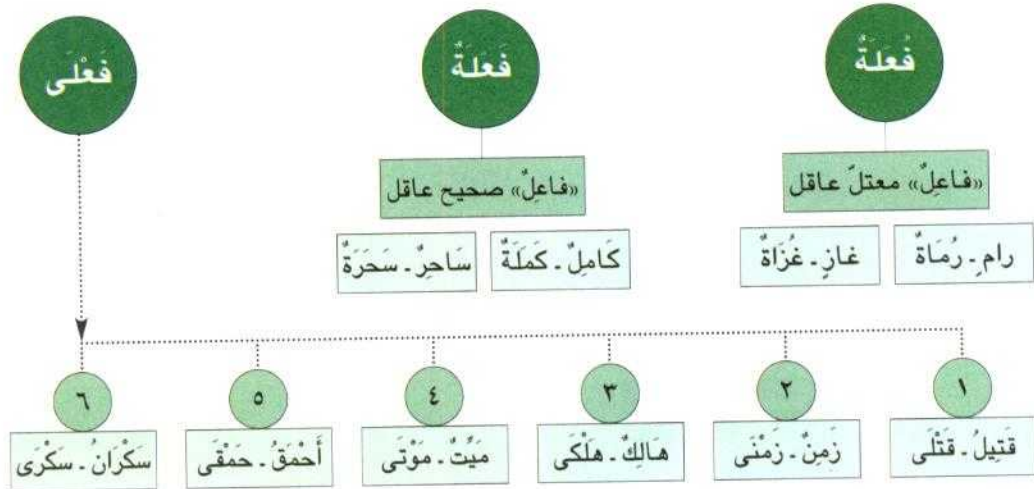 فُعَلَةٌ
فَعَلَةٌ
فَعْلَى
«فاعِلٌ» معتلّ عاقل
«فاعِلٌ» صحيح عاقل
رامٍ - رُمَاةٌ
غازٍ - غُزَاةٌ
كَامِلٌ - كَمَلَةٌ
سَاحِرٌ - سَحَرَةٌ
١
٢
٣
٤
٥
٦
قَتِيلُ - قَتْلَى
زَمِنٌ - زَمْنَى
هَالِكٌ - هَلْكَى
مَيِّتٌ - مَوْتَى
أَحْمَقُ - حَمْقَى
سَكْرَانُ - سَكْرَى